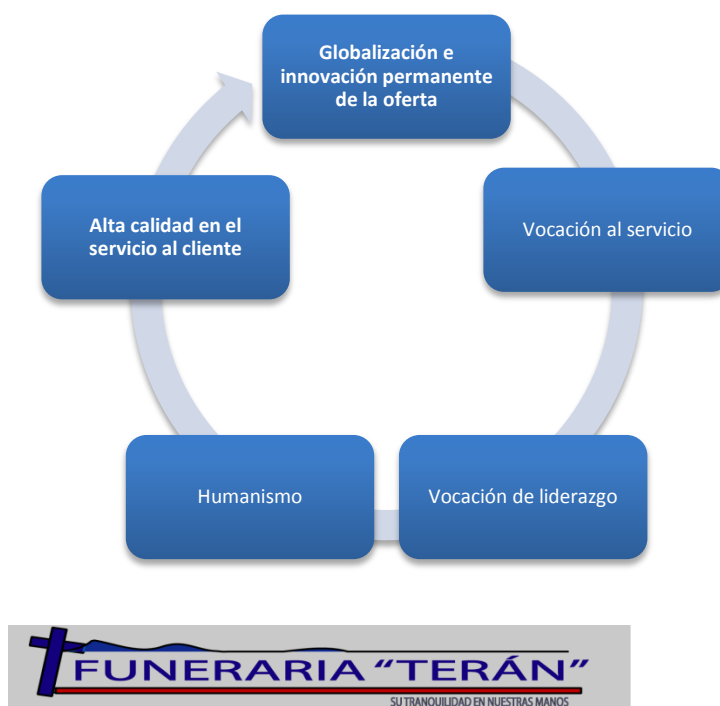 Globalización e
innovación permanente
de la oferta
Vocación al servicio
Vocación de liderazgo
Humanismo
Alta calidad en el
servicio al cliente
FUNERARIA “TERÁN”
SU TRANQUILIDAD EN NUESTRAS MANOS